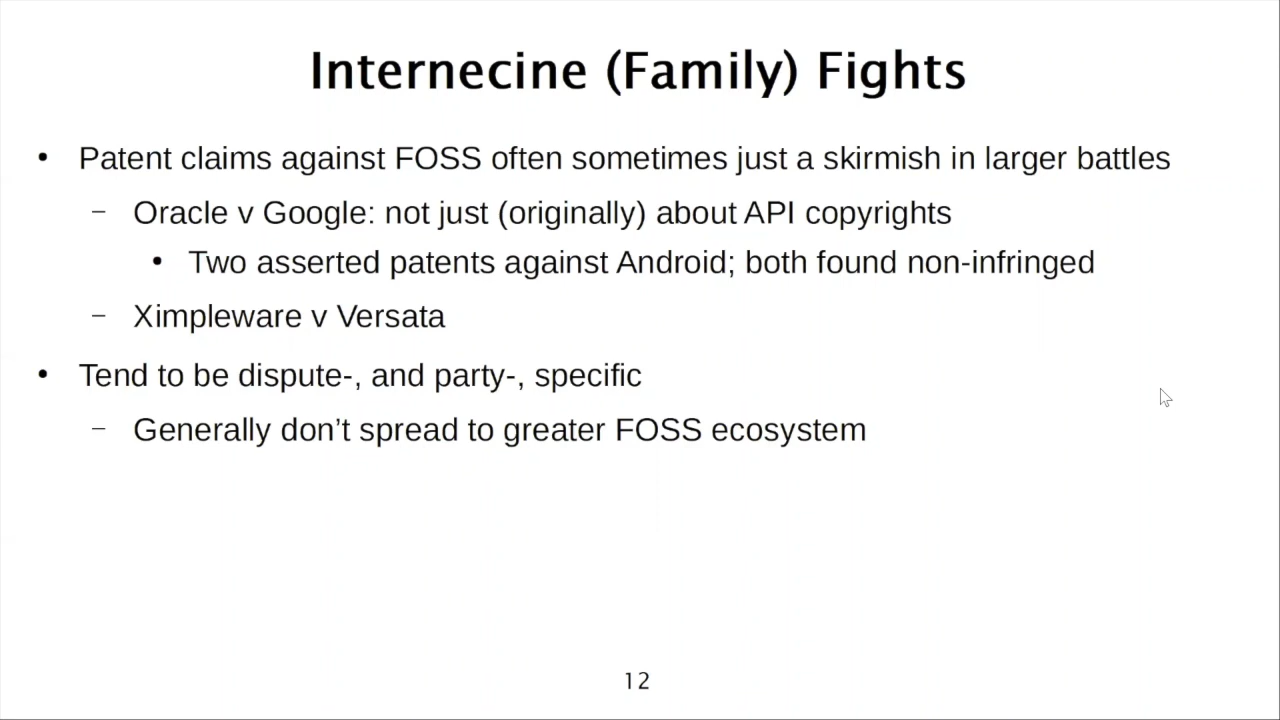 Internecine (Family) Fights
• Patent claims against FOSS often sometimes just a skirmish in larger battles
– Oracle v Google: not just (originally) about API copyrights
• Two asserted patents against Android; both found non-infringed
– Ximpleware v Versata
• Tend to be dispute-, and party-, specific
– Generally don’t spread to greater FOSS ecosystem
12